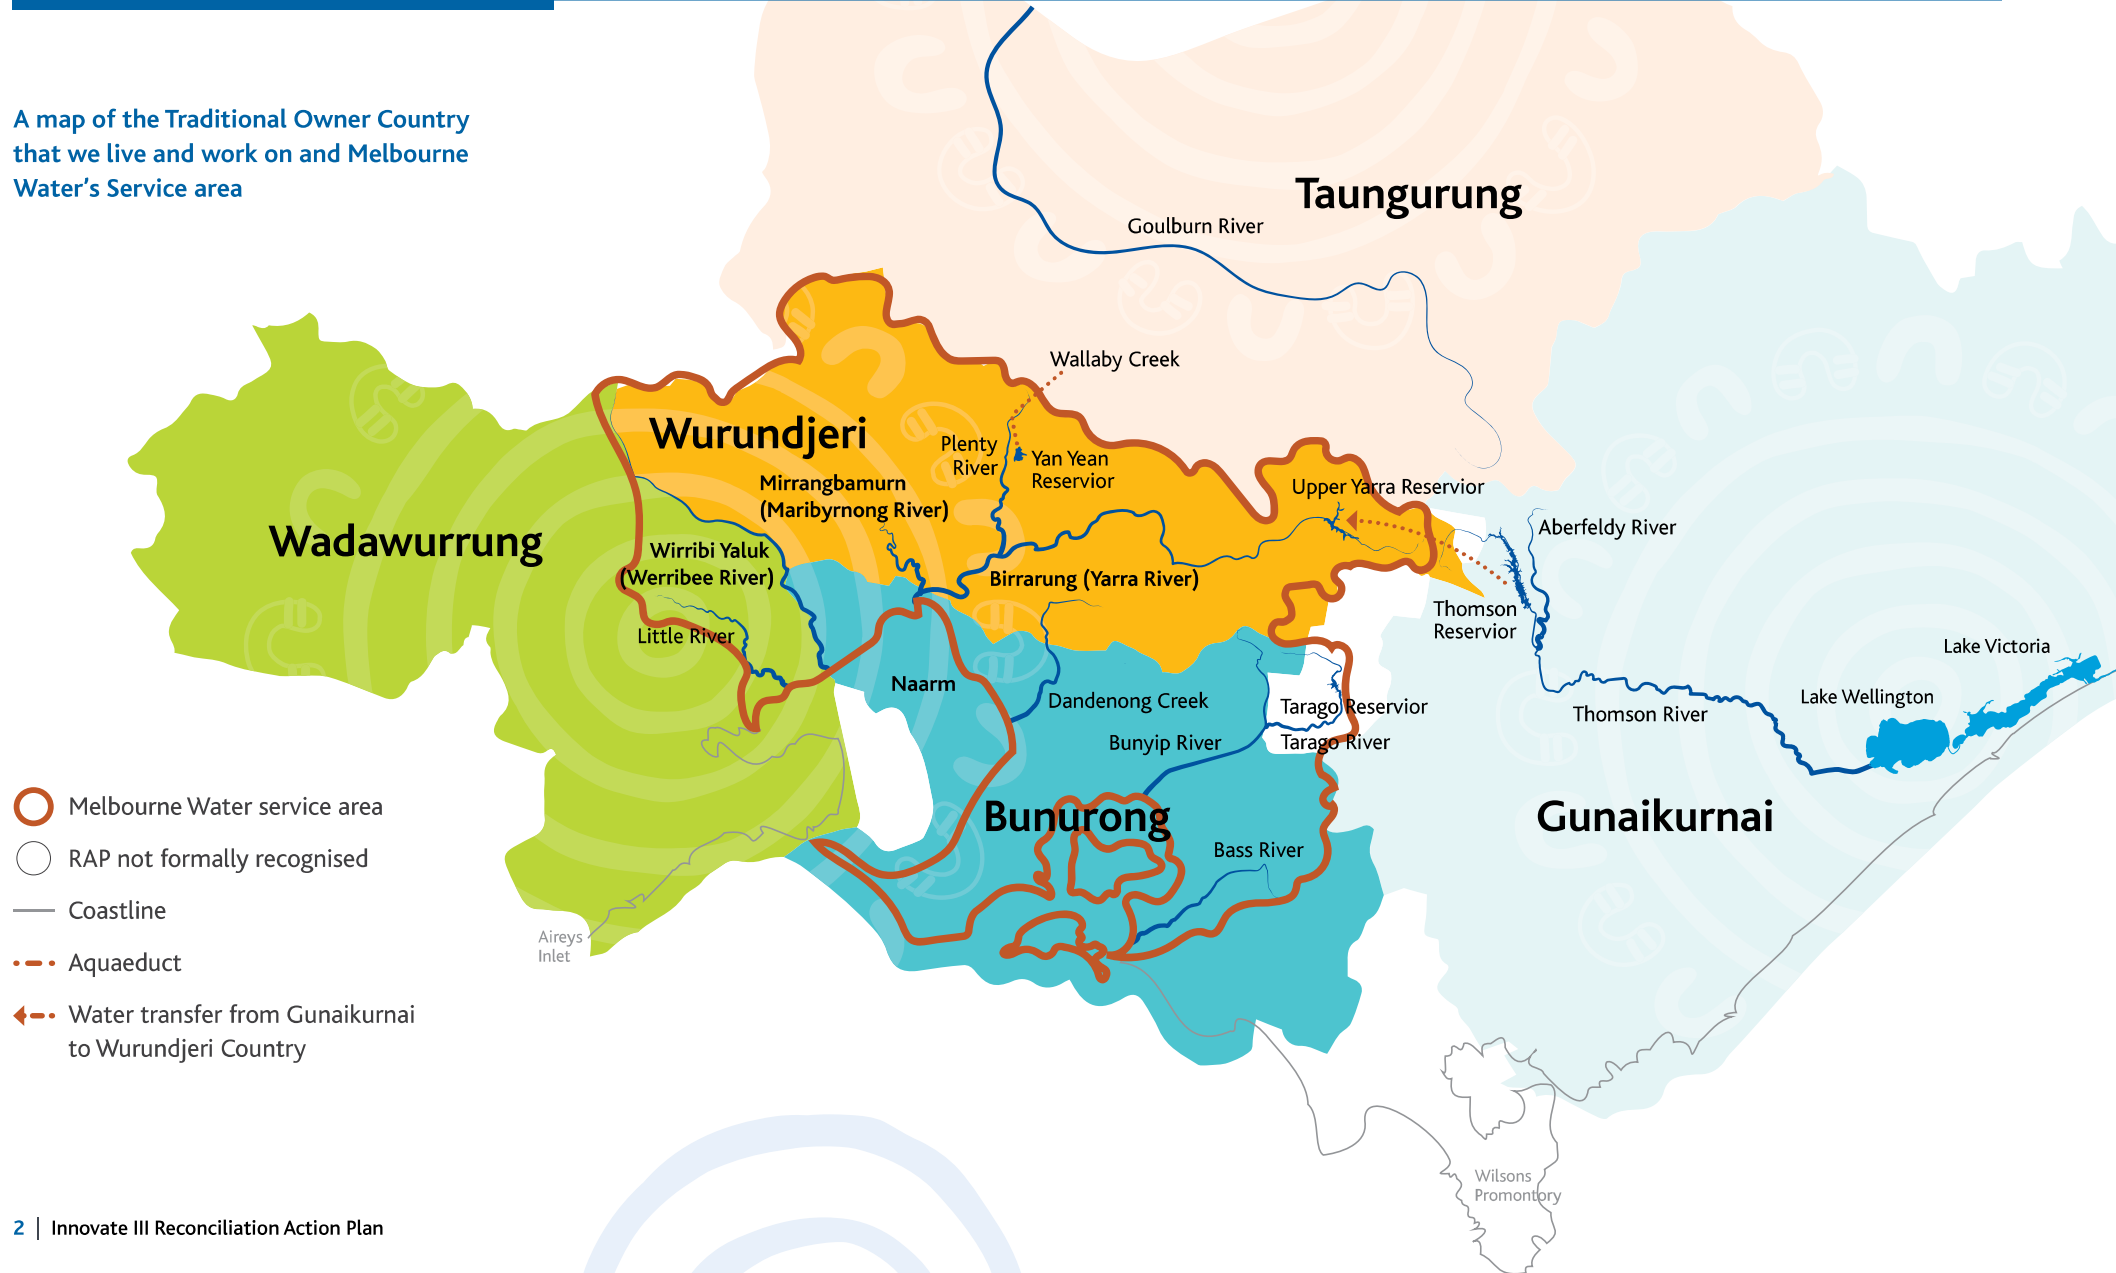 A map of the Traditional Owner Country
that we live and work on and Melbourne
Water's Service area
Taungurung
Goulburn River
Wallaby Creek
Wurundjeri
Plenty
River
Yan Yean
Reservior
Mirrangbamurn
(Maribyrnong River)
Upper Yarra Reservior
Aberfeldy River
Wadawurrung
Wirribi Yaluk
(Werribee River)
Birrarung (Yarra River)
Thomson
Reservior
Little River
Lake Victoria
Naarm
Dandenong Creek
Tarago Reservior
Lake Wellington
Thomson River
Bunyip River
Tarago River
Bunurong
Gunaikurnai
Bass River
Melbourne Water service area
RAP not formally recognised
Coastline
Aquaeduct
Water transfer from Gunaikurnai
to Wurundjeri Country
Aireys
Inlet
Wilsons
Promontory
2 | Innovate III Reconciliation Action Plan